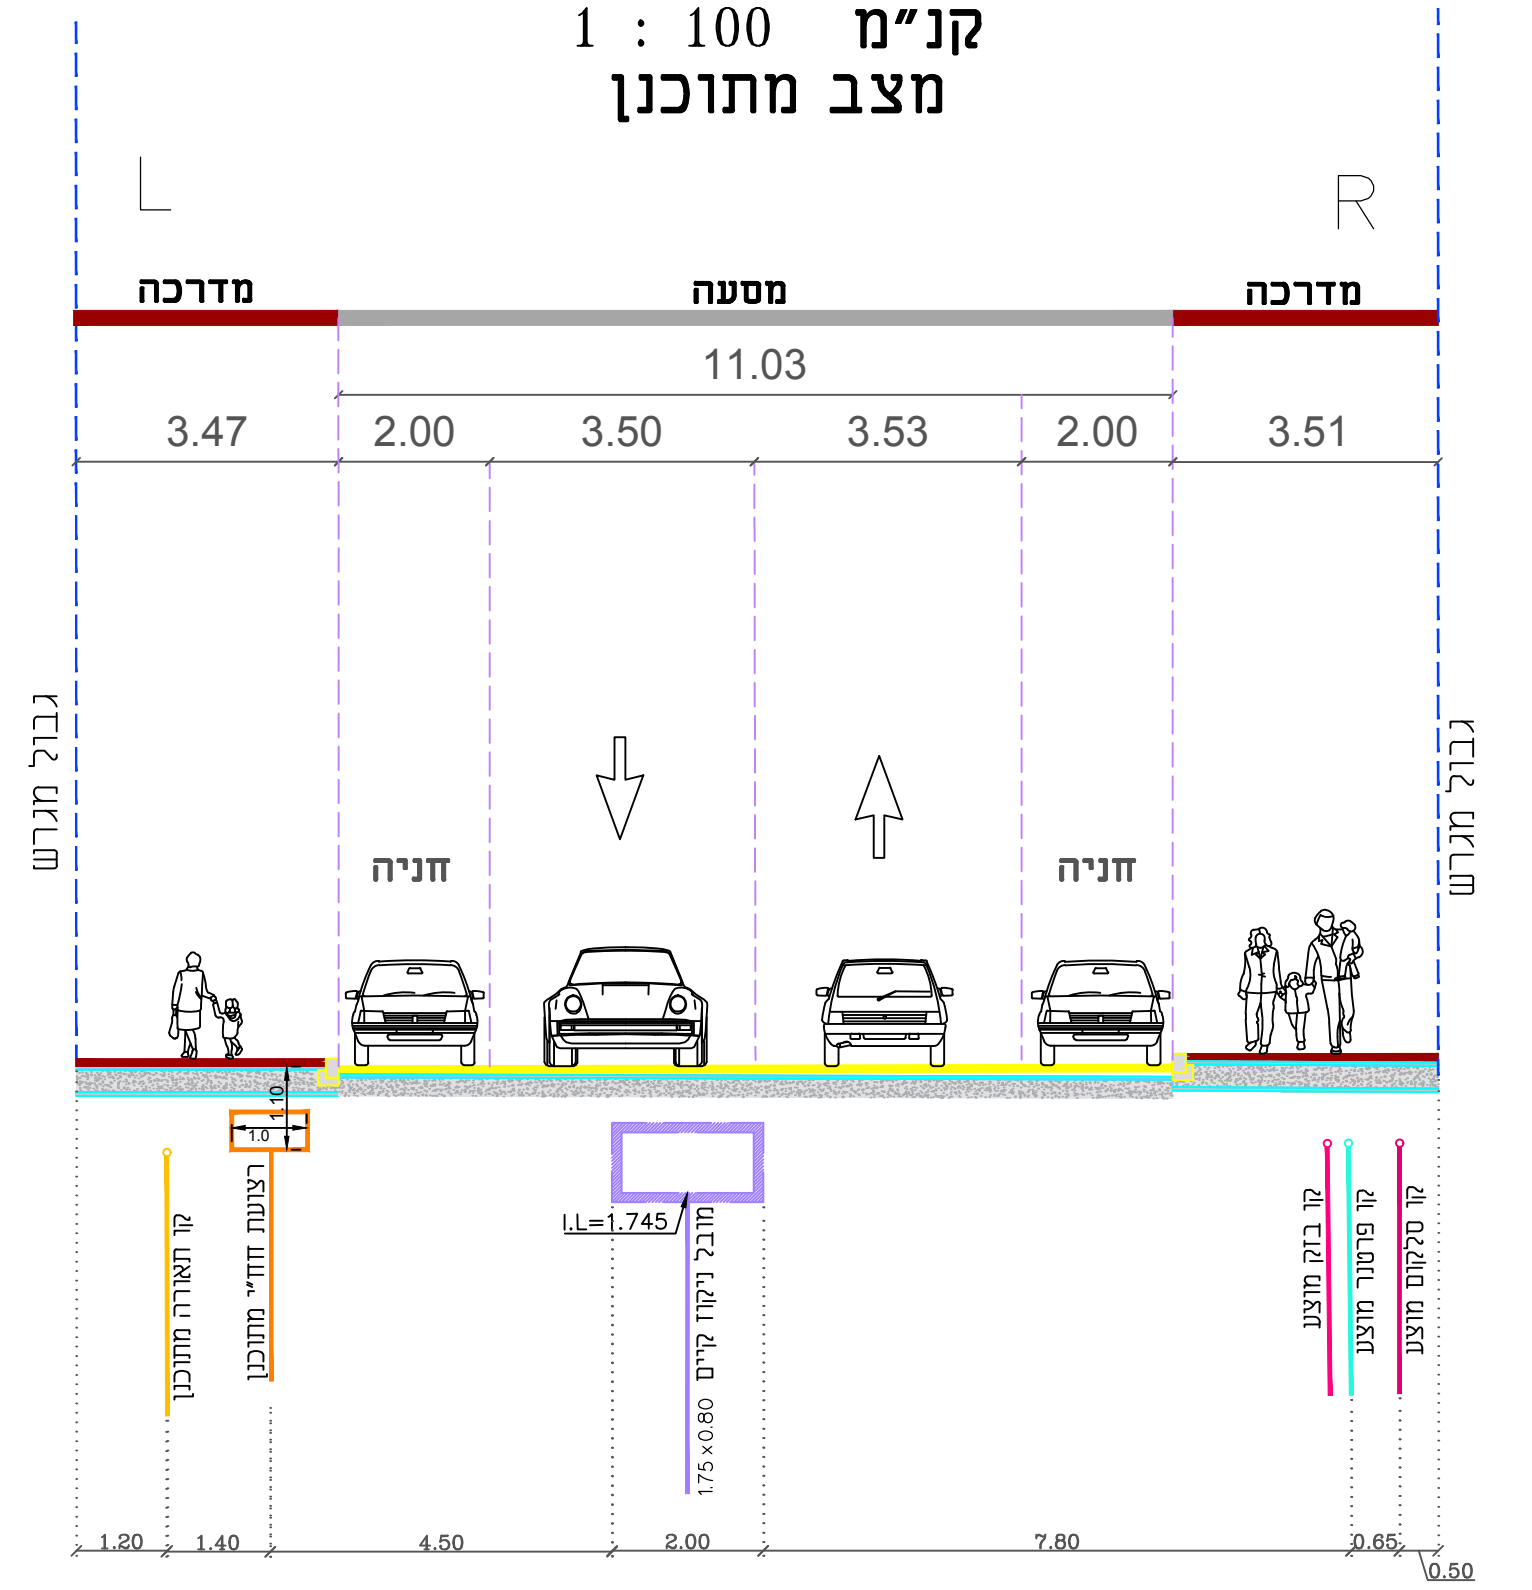 קנ"מ 100 : 1
מצב מתוכנן
L
R
מדרכה
מסעה
מדרכה
11.03
3.47
2.00
3.50
3.53
2.00
3.51
גבול מגרש
גבול מגרש
חניה
חניה
1.10
1.0
I.L=1.745
קו תאורה מתוכנן
רצועת חח"י מתוכנן
מובל ניקוז קיים 1.75x0.80
קו בזק מוצע
קו פרטנר מוצע
קו סלקום מוצע
1.20
1.40
4.50
2.00
7.80
0.65
0.50